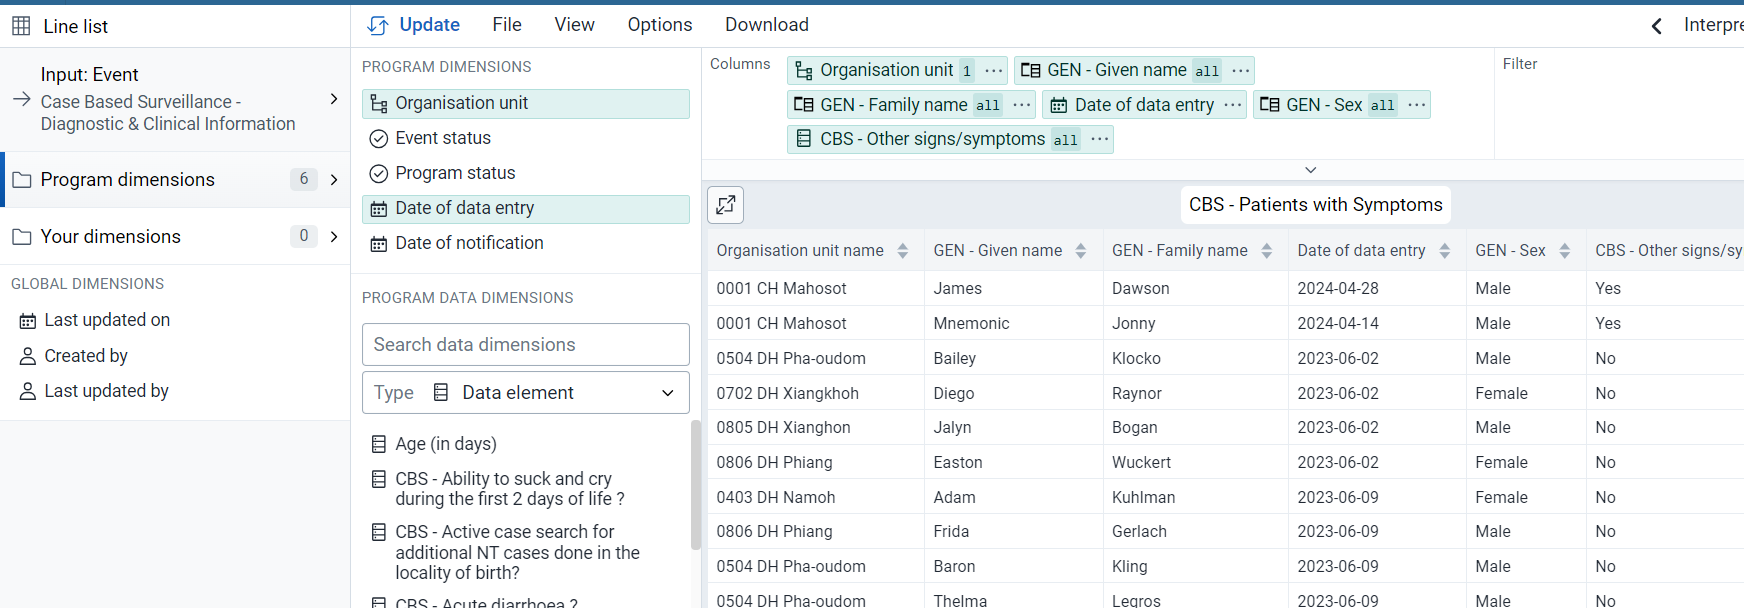 Line list
Update File View Options Download
Interpre
Input: Event
Case Based Surveillance -
Diagnostic & Clinical Information
Program dimensions 6
Your dimensions 0
GLOBAL DIMENSIONS
Last updated on
Created by
Last updated by
PROGRAM DIMENSIONS
Organisation unit
Event status
Program status
Date of data entry
Date of notification
PROGRAM DATA DIMENSIONS
Search data dimensions
Type Data element
Age (in days)
CBS - Ability to suck and cry
during the first 2 days of life ?
CBS - Active case search for
additional NT cases done in the
locality of birth?
CBS - Acute diarrhoea ?
Columns
Organisation unit 1 ··· GEN - Given name all ···
GEN - Family name all ··· Date of data entry ··· GEN - Sex all ···
CBS - Other signs/symptoms all ···
Filter
CBS - Patients with Symptoms
Organisation unit name GEN - Given name GEN - Family name Date of data entry GEN - Sex CBS - Other signs/sy
0001 CH Mahosot James Dawson 2024-04-28 Male Yes
0001 CH Mahosot Mnemonic Jonny 2024-04-14 Male Yes
0504 DH Pha-oudom Bailey Klocko 2023-06-02 Male No
0702 DH Xiangkhoh Diego Raynor 2023-06-02 Female No
0805 DH Xianghon Jalyn Bogan 2023-06-02 Male No
0806 DH Phiang Easton Wuckert 2023-06-02 Female No
0403 DH Namoh Adam Kuhlman 2023-06-09 Female No
0806 DH Phiang Frida Gerlach 2023-06-09 Male No
0504 DH Pha-oudom Baron Kling 2023-06-09 Male No
0504 DH Pha-oudom Thelma Legros 2023-06-09 Male No